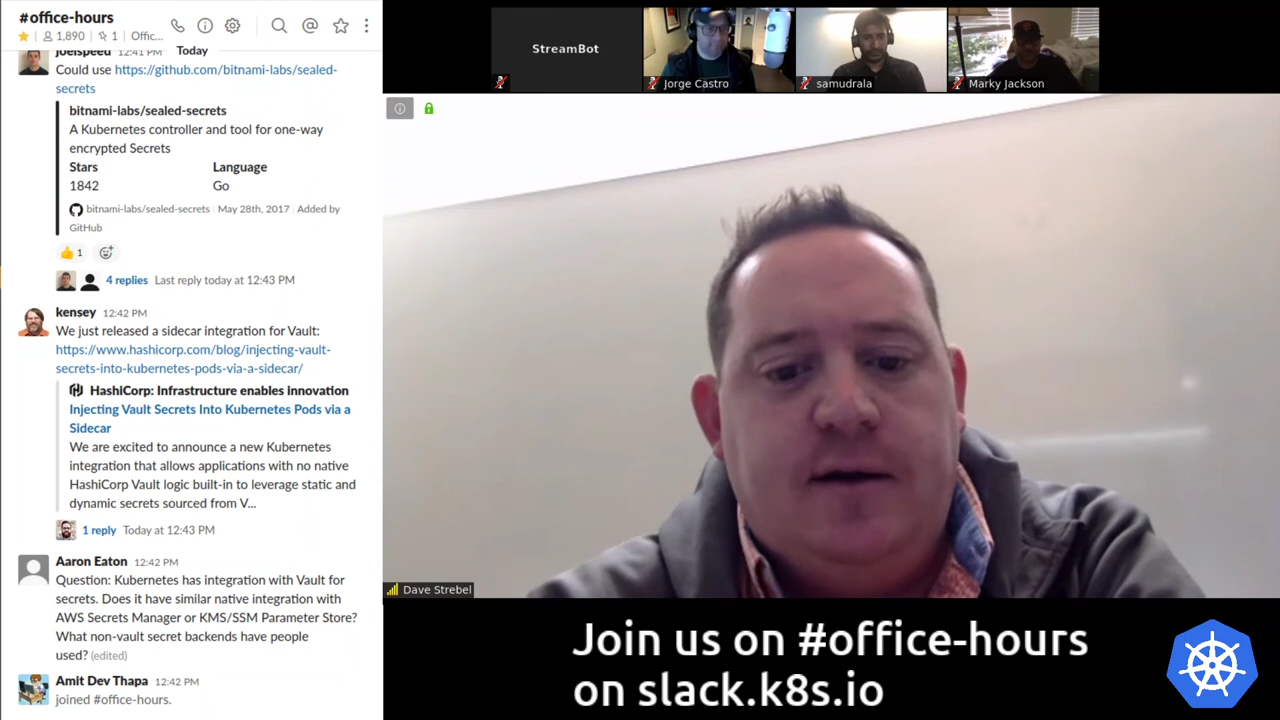 #office-hours
1,890
1
Offic...
joelspeed 12:41 PM
Today
Could use https://github.com/bitnami-labs/sealed-
secrets
bitnami-labs/sealed-secrets
A Kubernetes controller and tool for one-way
encrypted Secrets
Stars Language
1842 Go
bitnami-labs/sealed-secrets | May 28th, 2017 | Added by
GitHub
1
4 replies Last reply today at 12:43 PM
kensey 12:42 PM
We just released a sidecar integration for Vault:
https://www.hashicorp.com/blog/injecting-vault-
secrets-into-kubernetes-pods-via-a-sidecar/
HashiCorp: Infrastructure enables innovation
Injecting Vault Secrets Into Kubernetes Pods via a
Sidecar
We are excited to announce a new Kubernetes
integration that allows applications with no native
HashiCorp Vault logic built-in to leverage static and
dynamic secrets sourced from V...
1 reply Today at 12:43 PM
Aaron Eaton 12:42 PM
Question: Kubernetes has integration with Vault for
secrets. Does it have similar native integration with
AWS Secrets Manager or KMS/SSM Parameter Store?
What non-vault secret backends have people
used? (edited)
Amit Dev Thapa 12:42 PM
joined #office-hours.
StreamBot
Jorge Castro
samudrala
Marky Jackson
Dave Strebel
Join us on #office-hours
on slack.k8s.io